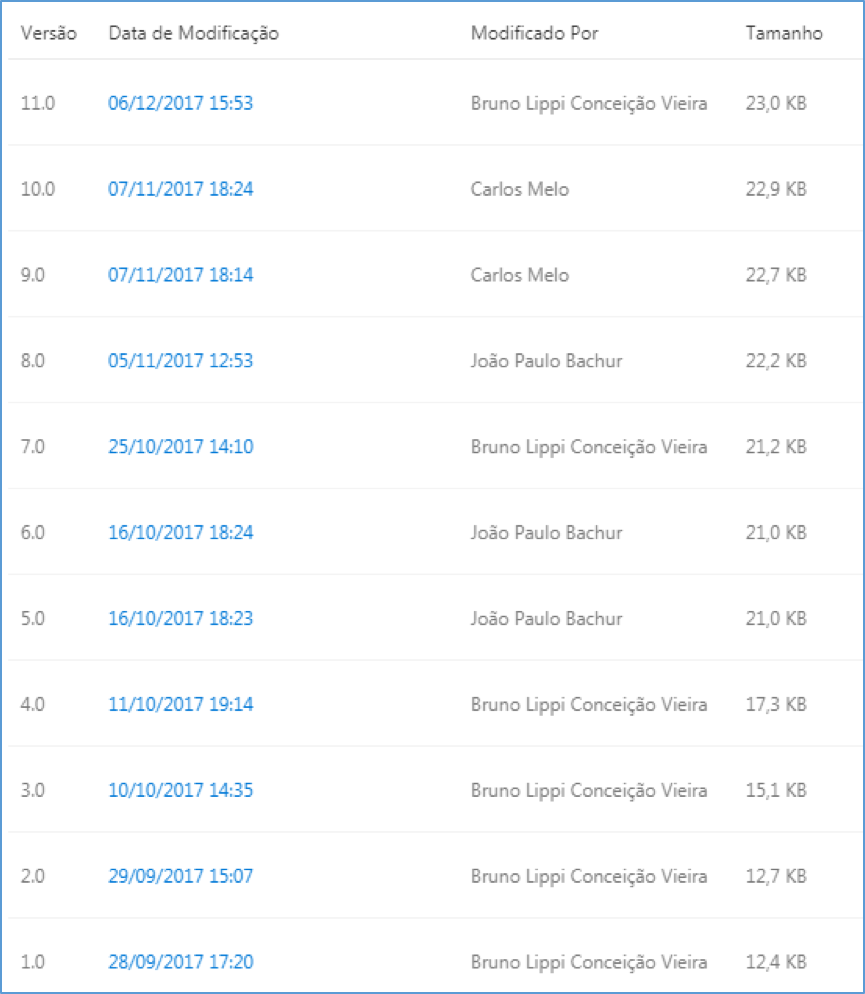 Versão Data de Modificação Modificado Por Tamanho
11.0 06/12/2017 15:53 Bruno Lippi Conceição Vieira 23,0 KB
10.0 07/11/2017 18:24 Carlos Melo 22,9 KB
9.0 07/11/2017 18:14 Carlos Melo 22,7 KB
8.0 05/11/2017 12:53 João Paulo Bachur 22,2 KB
7.0 25/10/2017 14:10 Bruno Lippi Conceição Vieira 21,2 KB
6.0 16/10/2017 18:24 João Paulo Bachur 21,0 KB
5.0 16/10/2017 18:23 João Paulo Bachur 21,0 KB
4.0 11/10/2017 19:14 Bruno Lippi Conceição Vieira 17,3 KB
3.0 10/10/2017 14:35 Bruno Lippi Conceição Vieira 15,1 KB
2.0 29/09/2017 15:07 Bruno Lippi Conceição Vieira 12,7 KB
1.0 28/09/2017 17:20 Bruno Lippi Conceição Vieira 12,4 KB